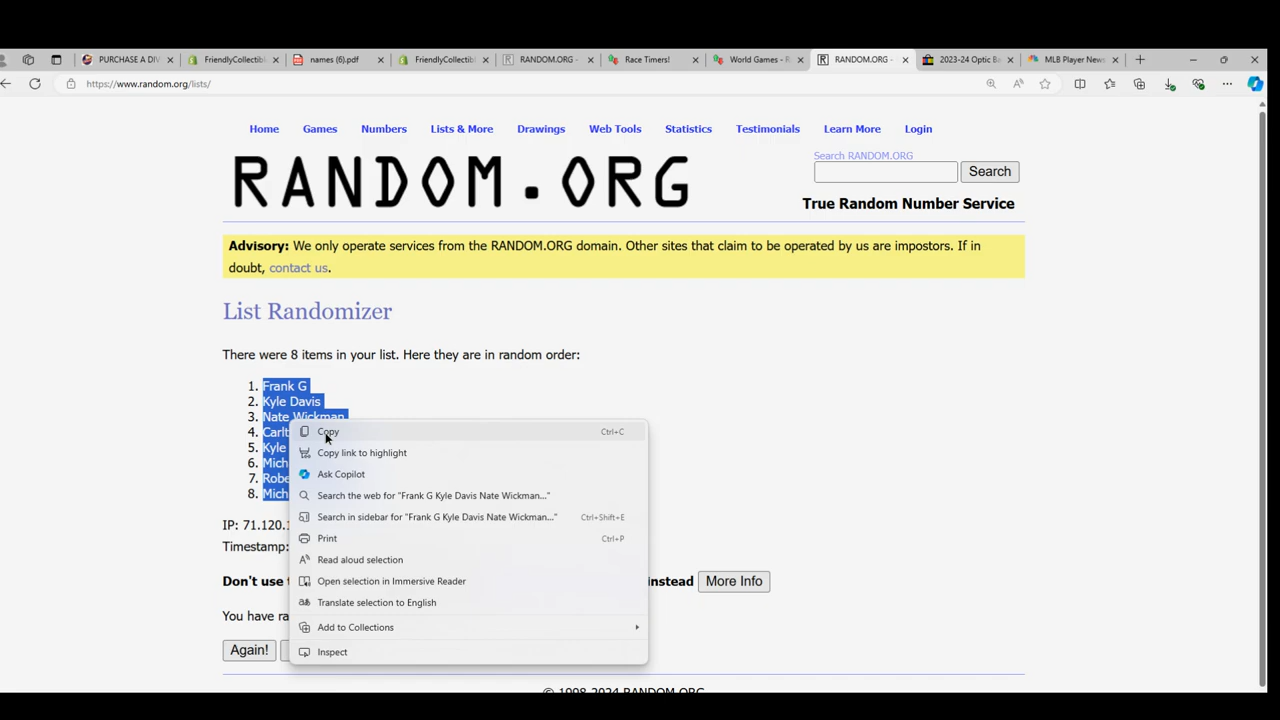 PURCHASE A DIV
FriendlyCollectibl
names (6).pdf
FriendlyCollectibl
RANDOM.ORG -
Race Timers!
World Games - R
RANDOM.ORG -
2023-24 Optic Ba
MLB Player News
https://www.random.org/lists/
Home Games Numbers Lists & More Drawings Web Tools Statistics Testimonials Learn More Login
RANDOM.ORG
Search RANDOM.ORG
Search
True Random Number Service
Advisory: We only operate services from the RANDOM.ORG domain. Other sites that claim to be operated by us are impostors. If in
doubt, contact us.
List Randomizer
There were 8 items in your list. Here they are in random order:
1. Frank G
2. Kyle Davis
3. Nate Wickman
4. Carlt
5. Kyle
6. Mich
7. Robe
8. Mich
Copy Ctrl+C
Copy link to highlight
Ask Copilot
Search the web for "Frank G Kyle Davis Nate Wickman..."
Search in sidebar for "Frank G Kyle Davis Nate Wickman..." Ctrl+Shift+E
Print Ctrl+P
Read aloud selection
Open selection in Immersive Reader
Translate selection to English
Add to Collections
Inspect
IP: 71.120.1
Timestamp:
Don't use t
instead More Info
You have ra
Again!
© 1998-2024 RANDOM.ORG